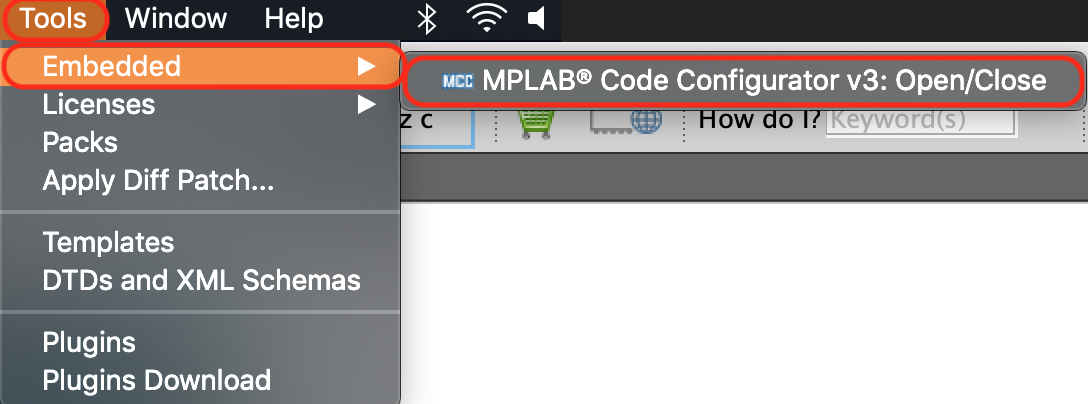 Tools Window Help
Embedded
MCC MPLAB® Code Configurator v3: Open/Close
Licenses
z c How do I? Keyword(s)
Packs
Apply Diff Patch...
Templates
DTDs and XML Schemas
Plugins
Plugins Download